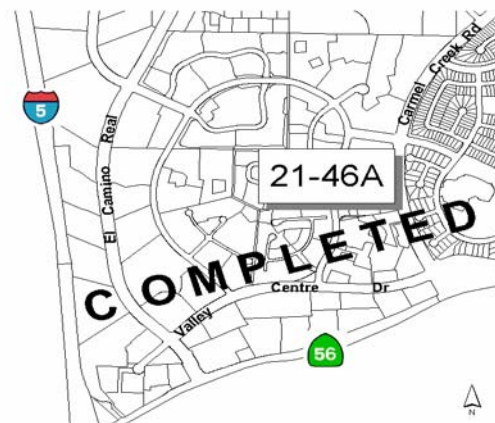 5
Carmel Creek Rd
El Camino Real
21-46A
COMPLETED
Valley Centre Dr
56
N